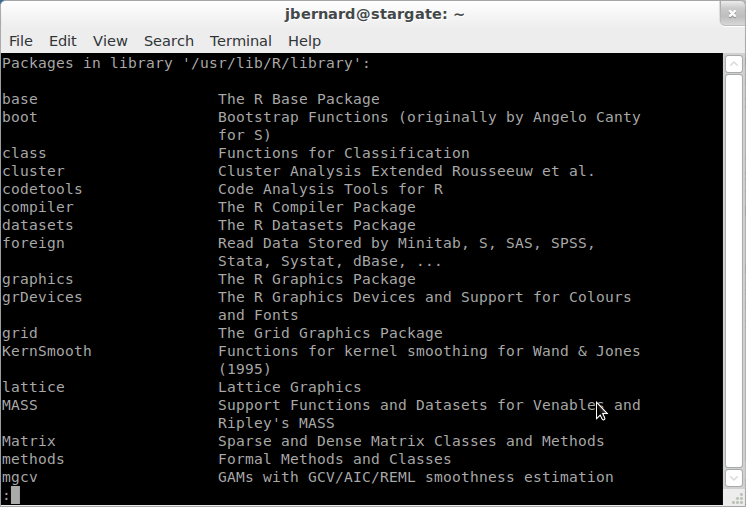 jbernard@stargate: ~
File Edit View Search Terminal Help
Packages in library '/usr/lib/R/library':
base The R Base Package
boot Bootstrap Functions (originally by Angelo Canty
for S)
class Functions for Classification
cluster Cluster Analysis Extended Rousseeuw et al.
codetools Code Analysis Tools for R
compiler The R Compiler Package
datasets The R Datasets Package
foreign Read Data Stored by Minitab, S, SAS, SPSS,
Stata, Systat, dBase, ...
graphics The R Graphics Package
grDevices The R Graphics Devices and Support for Colours
and Fonts
grid The Grid Graphics Package
KernSmooth Functions for kernel smoothing for Wand & Jones
(1995)
lattice Lattice Graphics
MASS Support Functions and Datasets for Venables and
Ripley's MASS
Matrix Sparse and Dense Matrix Classes and Methods
methods Formal Methods and Classes
mgcv GAMs with GCV/AIC/REML smoothness estimation
: